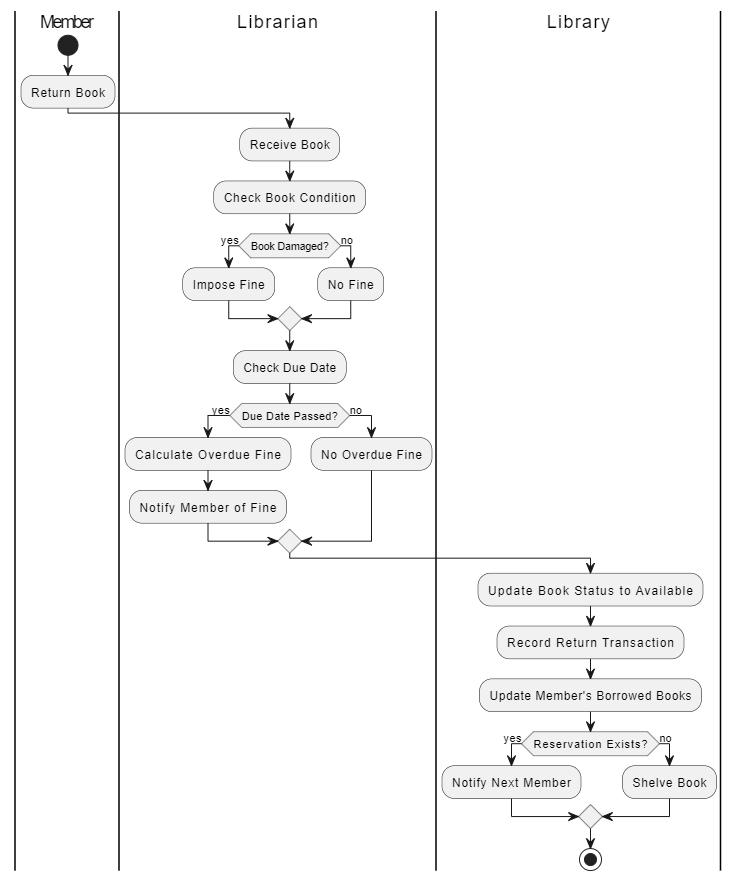 Member
Librarian
Library
Return Book
Receive Book
Check Book Condition
yes
Book Damaged?
no
Impose Fine
No Fine
Check Due Date
yes
Due Date Passed?
no
Calculate Overdue Fine
No Overdue Fine
Notify Member of Fine
Update Book Status to Available
Record Return Transaction
Update Member's Borrowed Books
yes
Reservation Exists?
no
Notify Next Member
Shelve Book